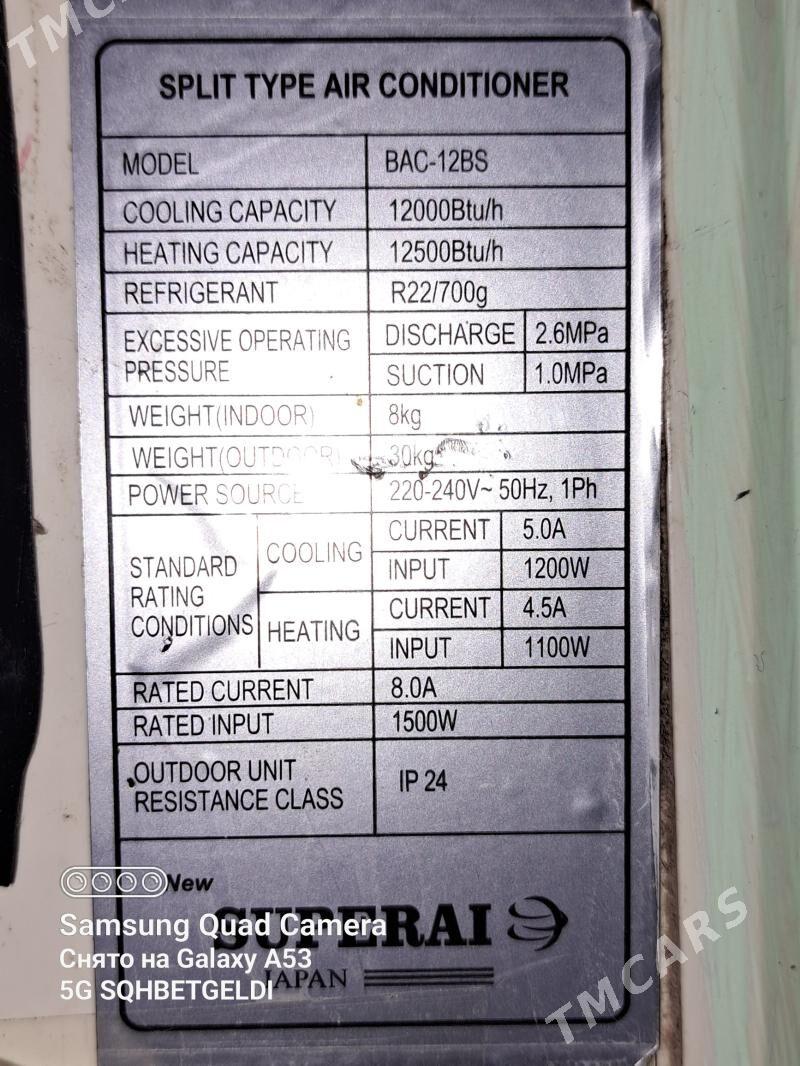 TMCARS
SPLIT TYPE AIR CONDITIONER
MODEL BAC-12BS
COOLING CAPACITY 12000Btu/h
HEATING CAPACITY 12500Btu/h
REFRIGERANT R22/700g
EXCESSIVE OPERATING PRESSURE DISCHARGE 2.6MPa
SUCTION 1.0MPa
WEIGHT(INDOOR) 8kg
WEIGHT(OUTDOOR) 30kg
POWER SOURCE 220-240V~ 50Hz, 1Ph
STANDARD
RATING
CONDITIONS
COOLING CURRENT 5.0A
INPUT 1200W
HEATING CURRENT 4.5A
INPUT 1100W
RATED CURRENT 8.0A
RATED INPUT 1500W
OUTDOOR UNIT
RESISTANCE CLASS IP 24
New
SUPERAI
JAPAN
Samsung Quad Camera
Снято на Galaxy A53
5G SQHBETGELDI
TMCARS